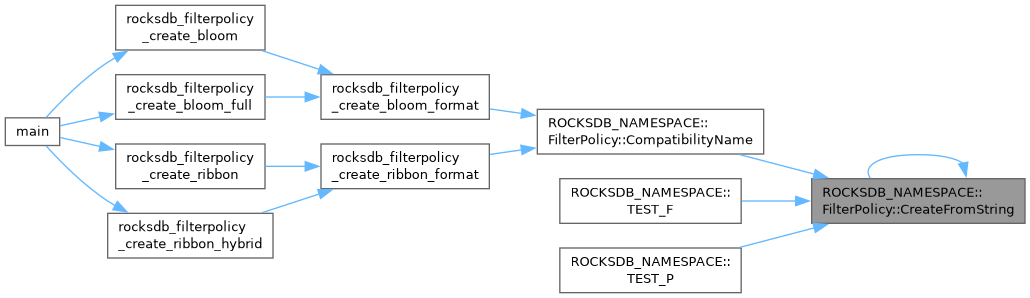 rocksdb_filterpolicy
_create_bloom
rocksdb_filterpolicy
_create_bloom_full
main
rocksdb_filterpolicy
_create_ribbon
rocksdb_filterpolicy
_create_ribbon_hybrid
rocksdb_filterpolicy
_create_bloom_format
rocksdb_filterpolicy
_create_ribbon_format
ROCKSDB_NAMESPACE::
FilterPolicy::CompatibilityName
ROCKSDB_NAMESPACE::
TEST_F
ROCKSDB_NAMESPACE::
TEST_P
ROCKSDB_NAMESPACE::
FilterPolicy::CreateFromString